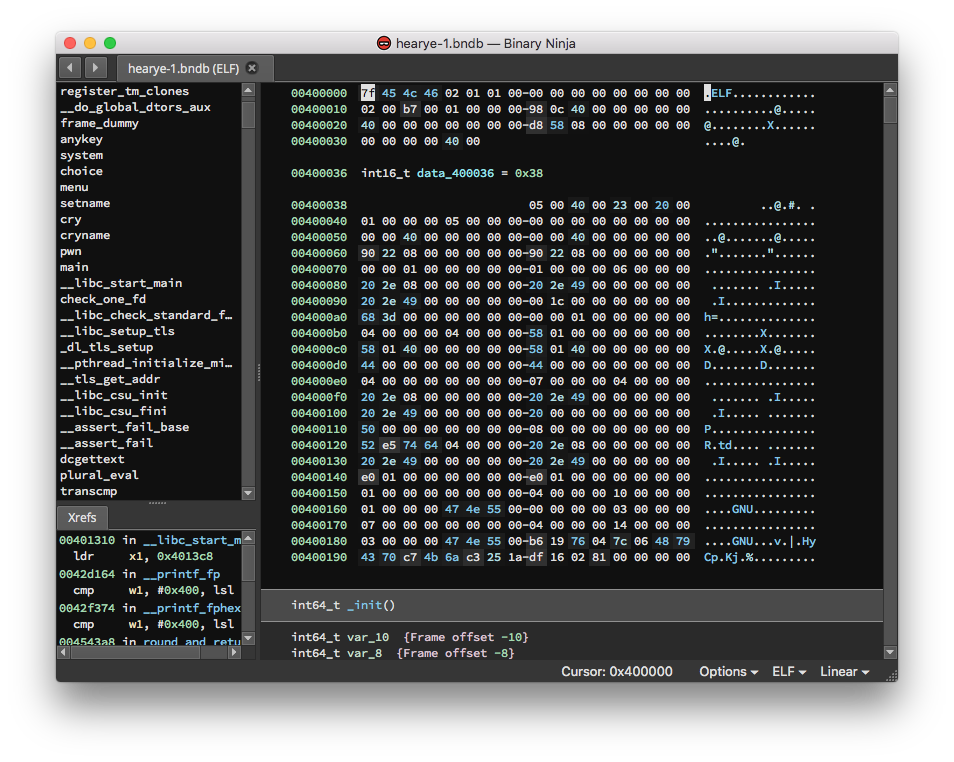 hearye-1.bndb — Binary Ninja
hearye-1.bndb (ELF)
register_tm_clones
__do_global_dtors_aux
frame_dummy
anykey
system
choice
menu
setname
cry
cryname
pwn
main
__libc_start_main
check_one_fd
__libc_check_standard_f…
__libc_setup_tls
_dl_tls_setup
__pthread_initialize_mi…
__tls_get_addr
__libc_csu_init
__libc_csu_fini
__assert_fail_base
__assert_fail
dcgettext
plural_eval
transcmp
Xrefs
00401310 in __libc_start_m
ldr x1, 0x4013c8
0042d164 in __printf_fp
cmp w1, #0x400, lsl
0042f374 in __printf_fphex
cmp w1, #0x400, lsl
004543a8 in round_and_retu
00400000 7f 45 4c 46 02 01 01 00-00 00 00 00 00 00 00 00 .ELF............
00400010 02 00 b7 00 01 00 00 00-98 0c 40 00 00 00 00 00 ..........@.....
00400020 40 00 00 00 00 00 00 00-d8 58 08 00 00 00 00 00 @........X......
00400030 00 00 00 00 40 00 00 ....@.
00400036 int16_t data_400036 = 0x38
00400038 05 00 40 00 23 00 20 00 ..@.#. .
00400040 01 00 00 00 05 00 00 00-00 00 00 00 00 00 00 00 ................
00400050 00 00 40 00 00 00 00 00-00 00 40 00 00 00 00 00 ..@.......@.....
00400060 90 22 08 00 00 00 00 00-90 22 08 00 00 00 00 00 ."......."......
00400070 00 00 01 00 00 00 00 00-01 00 00 00 06 00 00 00 ................
00400080 20 2e 08 00 00 00 00 00-20 2e 49 00 00 00 00 00 ....... .I.....
00400090 20 2e 49 00 00 00 00 00-00 1c 00 00 00 00 00 00 .I.............
004000a0 68 3d 00 00 00 00 00 00-00 00 01 00 00 00 00 00 h=..............
004000b0 04 00 00 00 04 00 00 00-58 01 00 00 00 00 00 00 ........X.......
004000c0 58 01 40 00 00 00 00 00-58 01 40 00 00 00 00 00 X.@.....X.@.....
004000d0 44 00 00 00 00 00 00 00-44 00 00 00 00 00 00 00 D.......D.......
004000e0 04 00 00 00 00 00 00 00-07 00 00 00 04 00 00 00 ................
004000f0 20 2e 08 00 00 00 00 00-20 2e 49 00 00 00 00 00 ....... .I.....
00400100 20 2e 49 00 00 00 00 00-20 00 00 00 00 00 00 00 .I..... .......
00400110 50 00 00 00 00 00 00 00-08 00 00 00 00 00 00 00 P...............
00400120 52 e5 74 64 04 00 00 00-20 2e 08 00 00 00 00 00 R.td.... .......
00400130 20 2e 49 00 00 00 00 00-20 2e 49 00 00 00 00 00 .I..... .I.....
00400140 e0 01 00 00 00 00 00 00-e0 01 00 00 00 00 00 00 ................
00400150 01 00 00 00 00 00 00 00-04 00 00 00 10 00 00 00 ................
00400160 01 00 00 00 47 4e 55 00-00 00 00 00 03 00 00 00 ....GNU.........
00400170 07 00 00 00 00 00 00 00-04 00 00 00 14 00 00 00 ................
00400180 03 00 00 00 47 4e 55 00-b6 19 76 04 7c 06 48 79 ....GNU...v.|.Hy
00400190 43 70 c7 4b 6a c3 25 1a-df 16 02 81 00 00 00 00 Cp.Kj.%.........
int64_t _init()
int64_t var_10 {Frame offset -10}
int64_t var_8 {Frame offset -8}
Cursor: 0x400000 Options ELF Linear